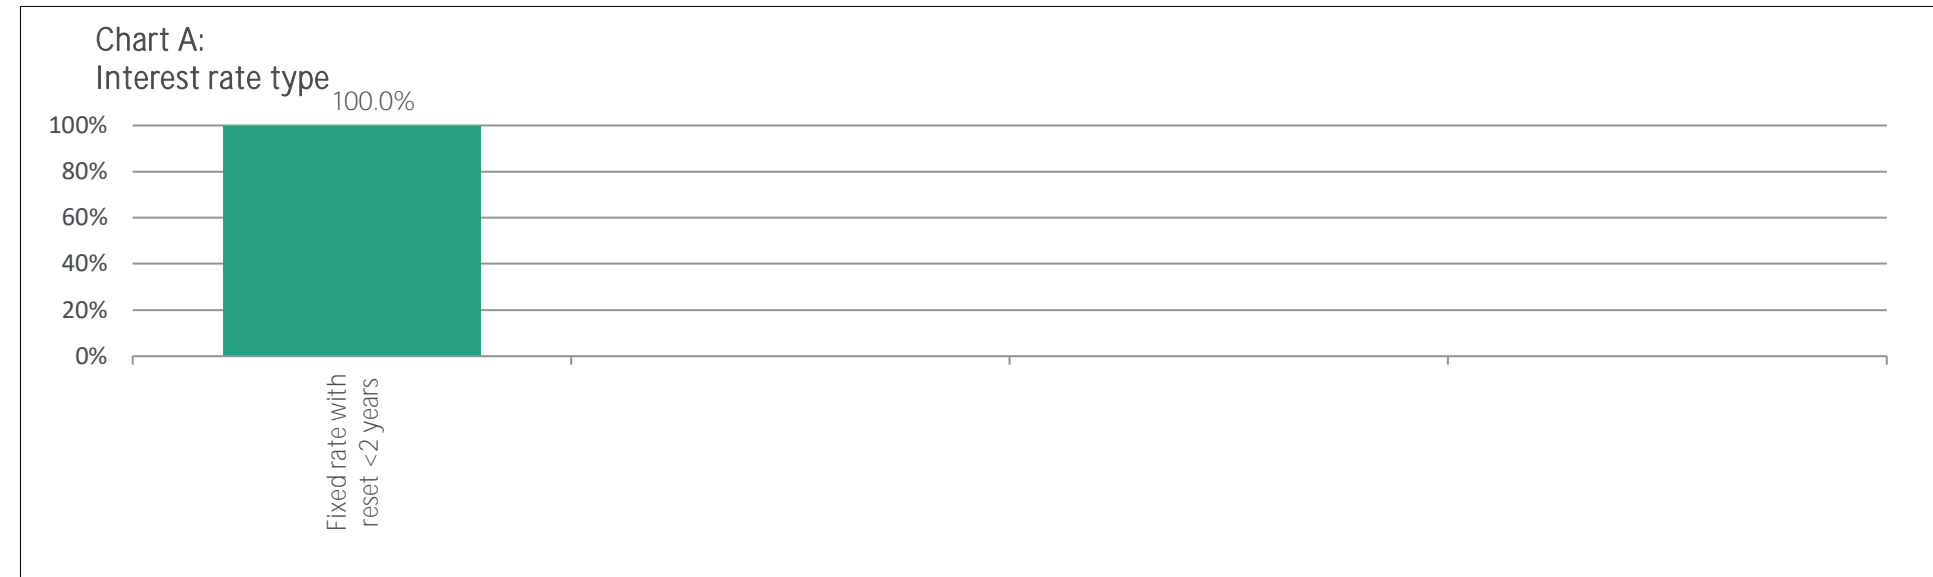 Chart A:
Interest rate type
100.0%
100%
80%
60%
40%
20%
0%
Fixed rate with
reset <2 years